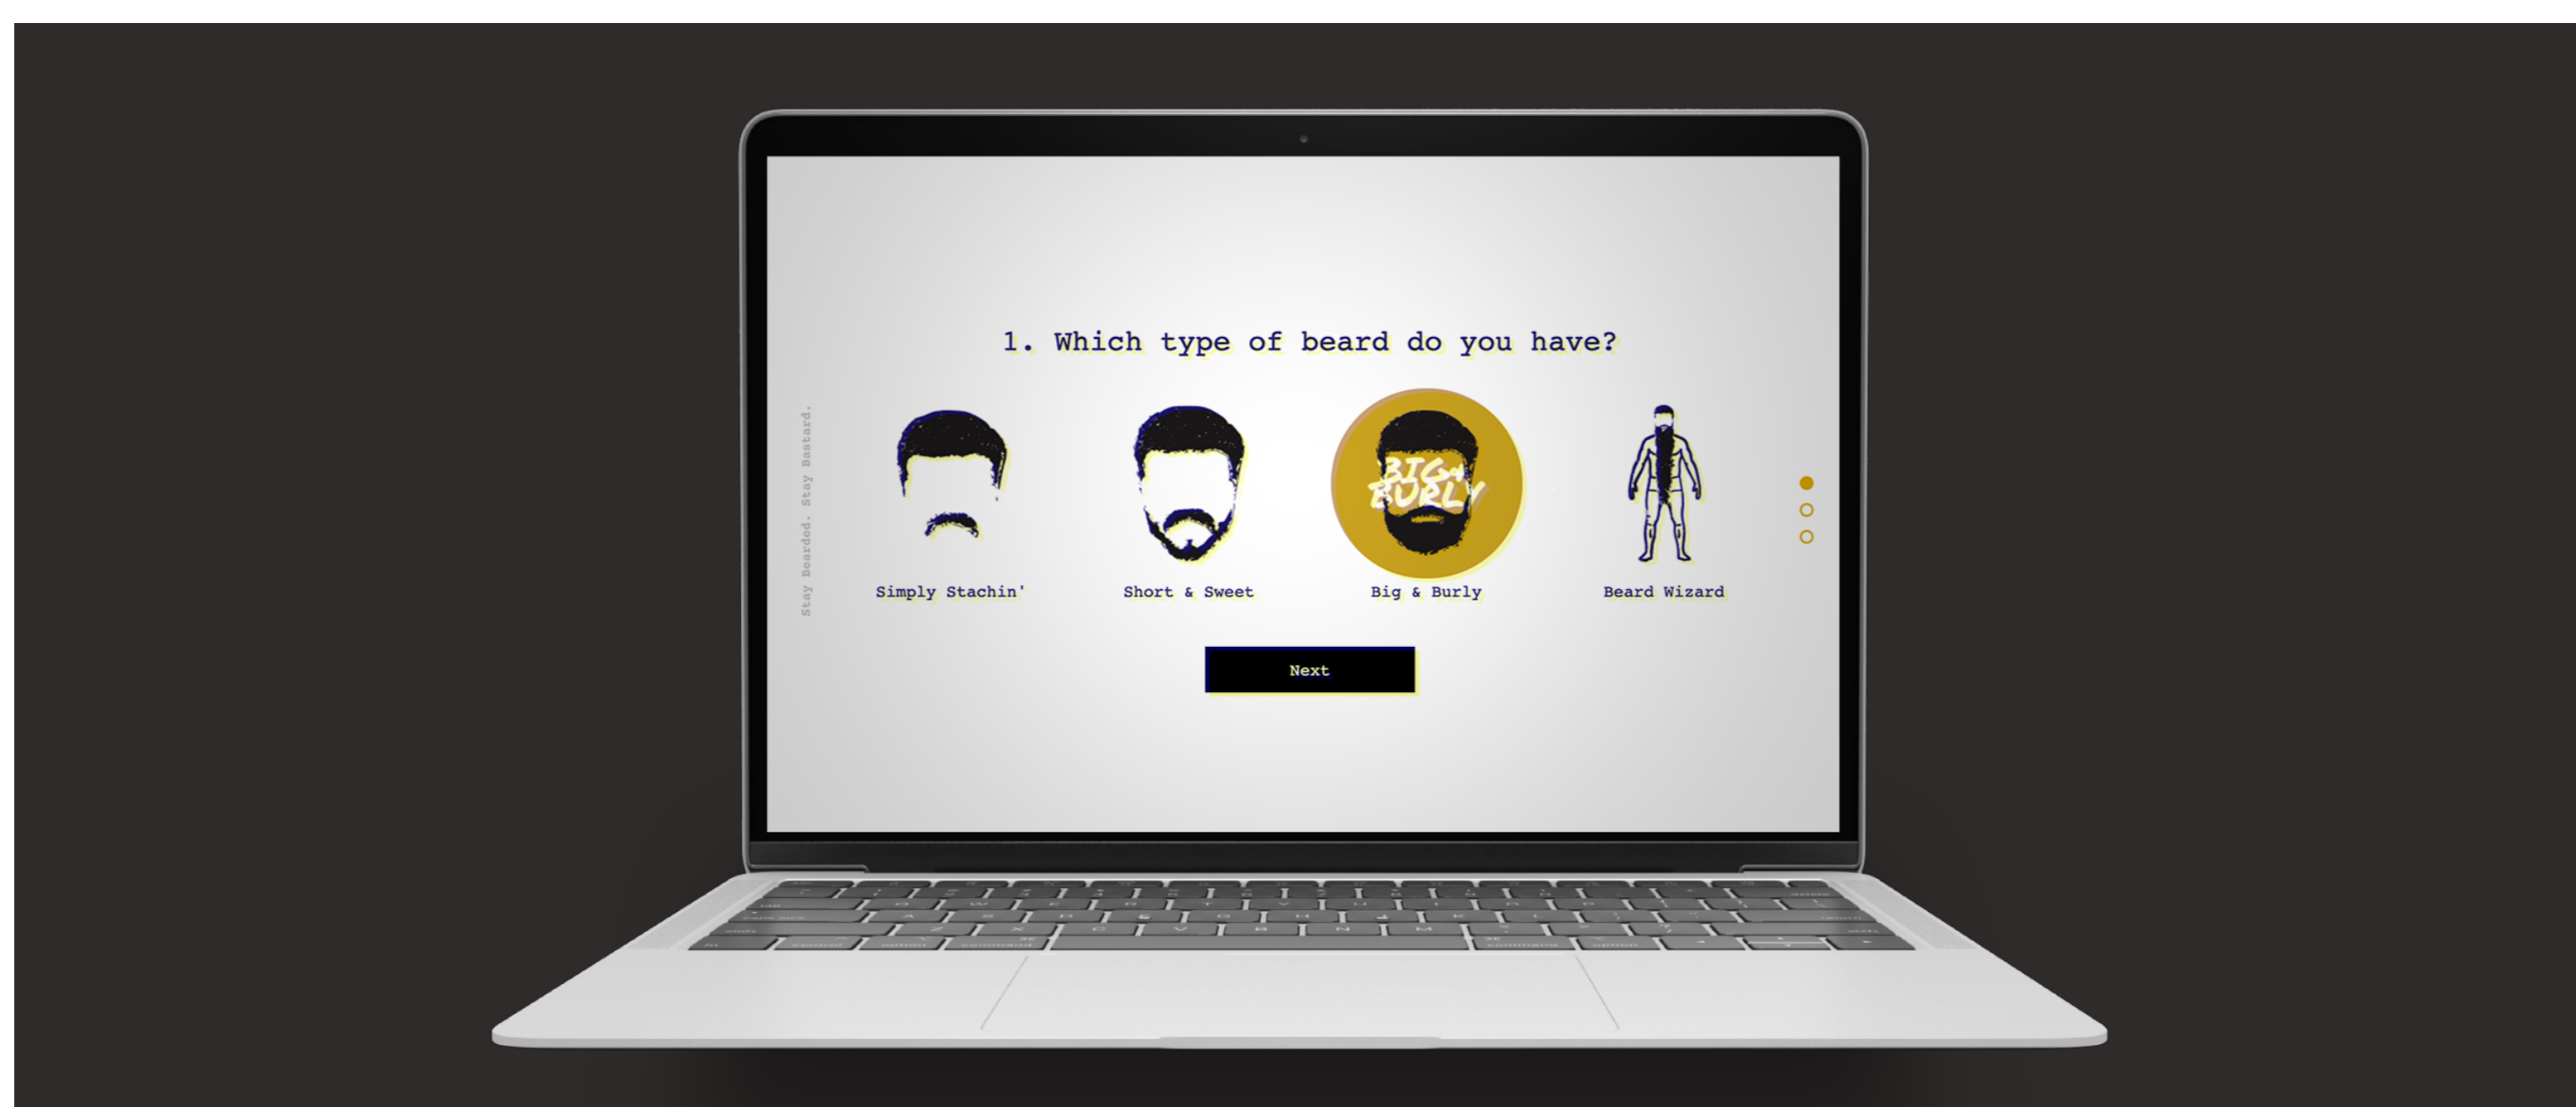 1. Which type of beard do you have?
Stay Bearded. Stay Bastard.
BIG &
BURLY
Simply Stachin'
Short & Sweet
Big & Burly
Beard Wizard
Next